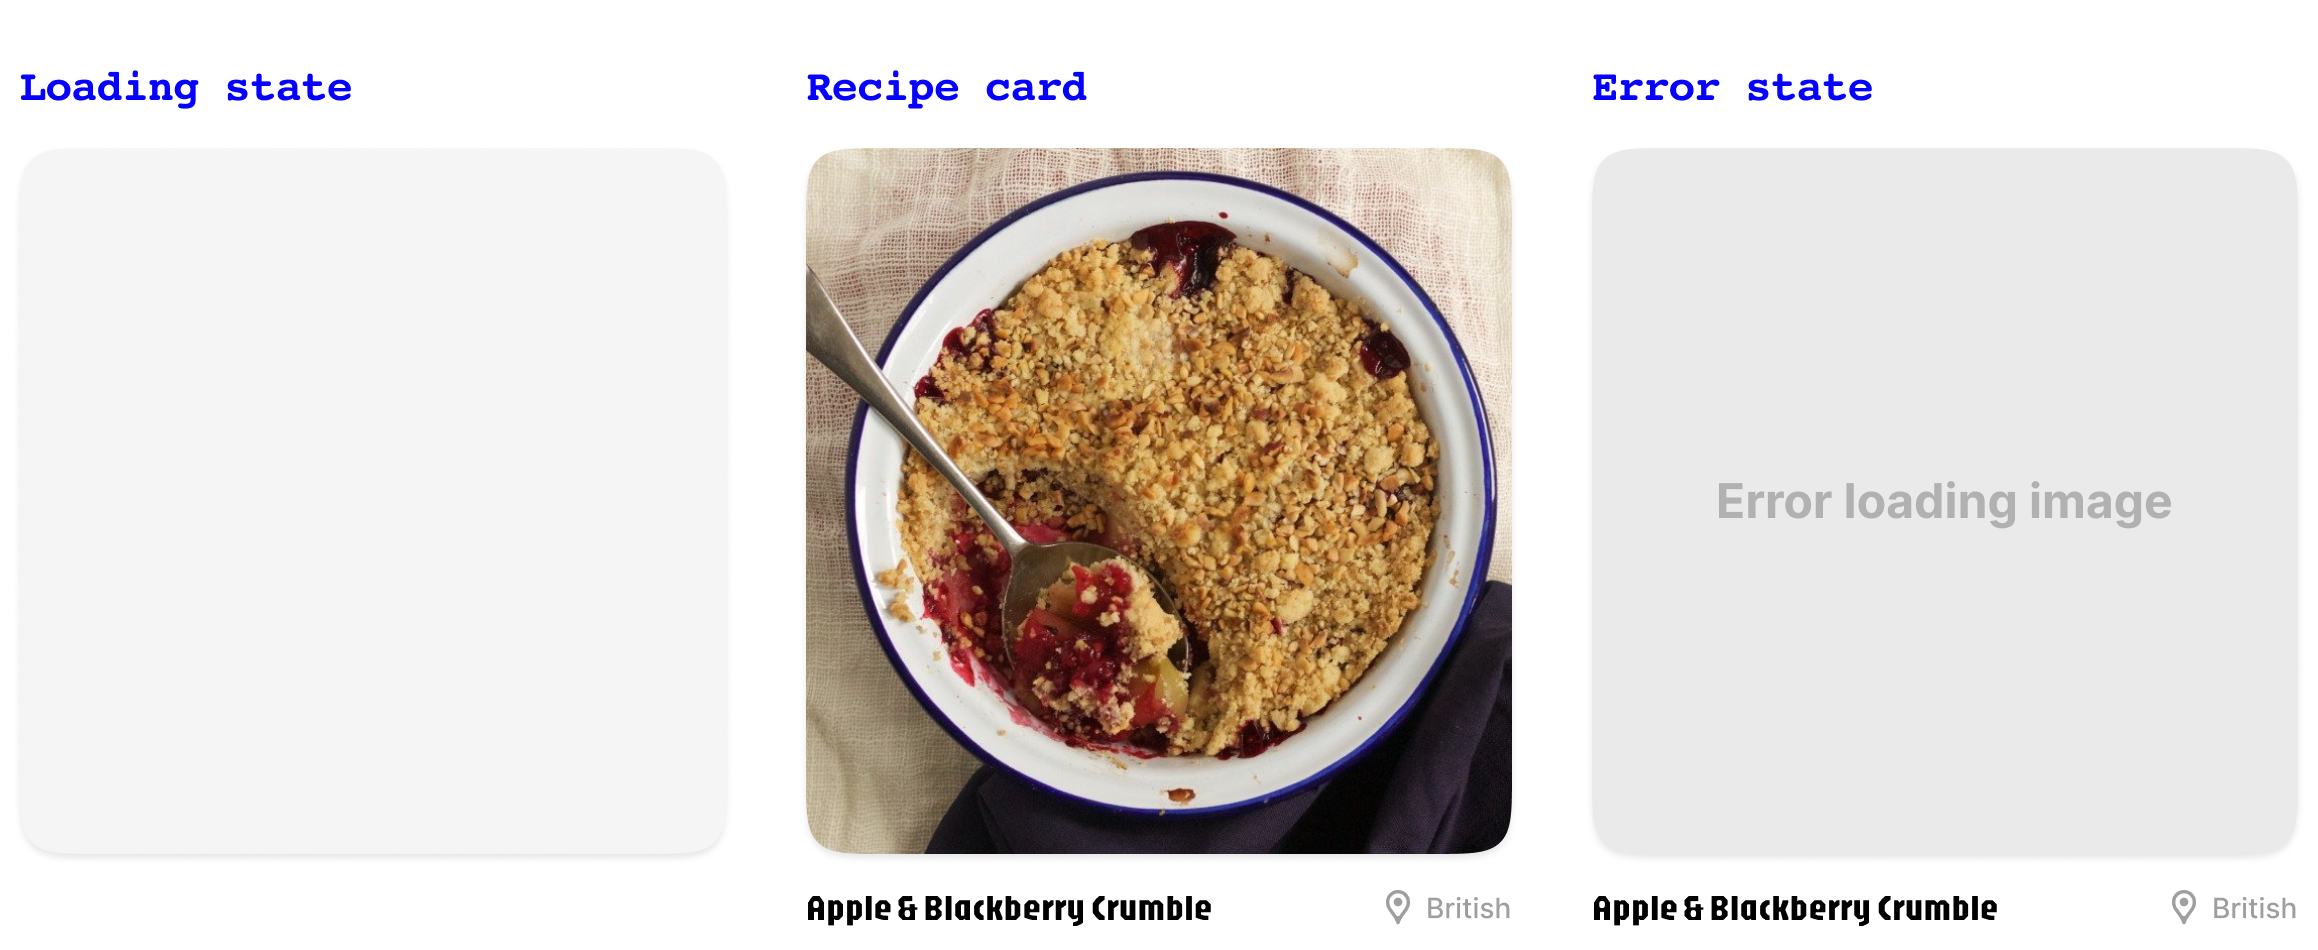 Loading state
Recipe card
Error state
Error loading image
Apple & Blackberry Crumble
British
Apple & Blackberry Crumble
British